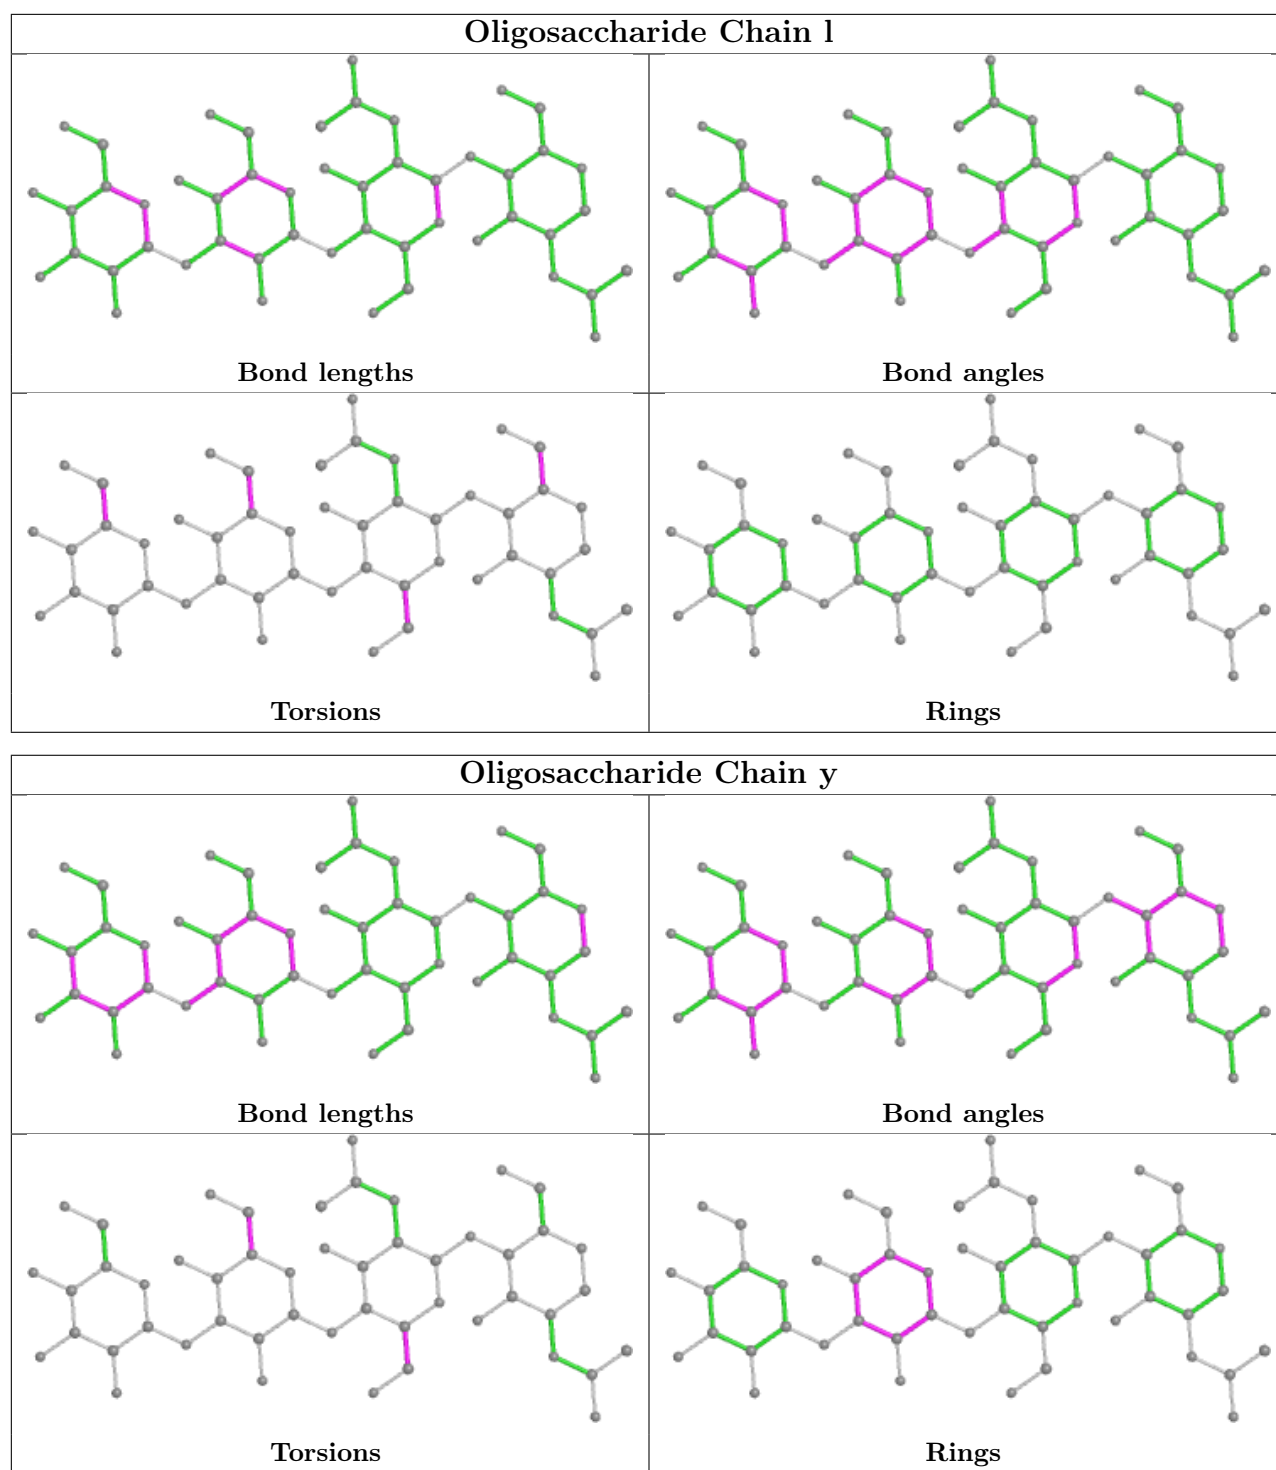 Oligosaccharide Chain l
Bond lengths
Bond angles
Torsions
Rings
Oligosaccharide Chain y
Bond lengths
Bond angles
Torsions
Rings